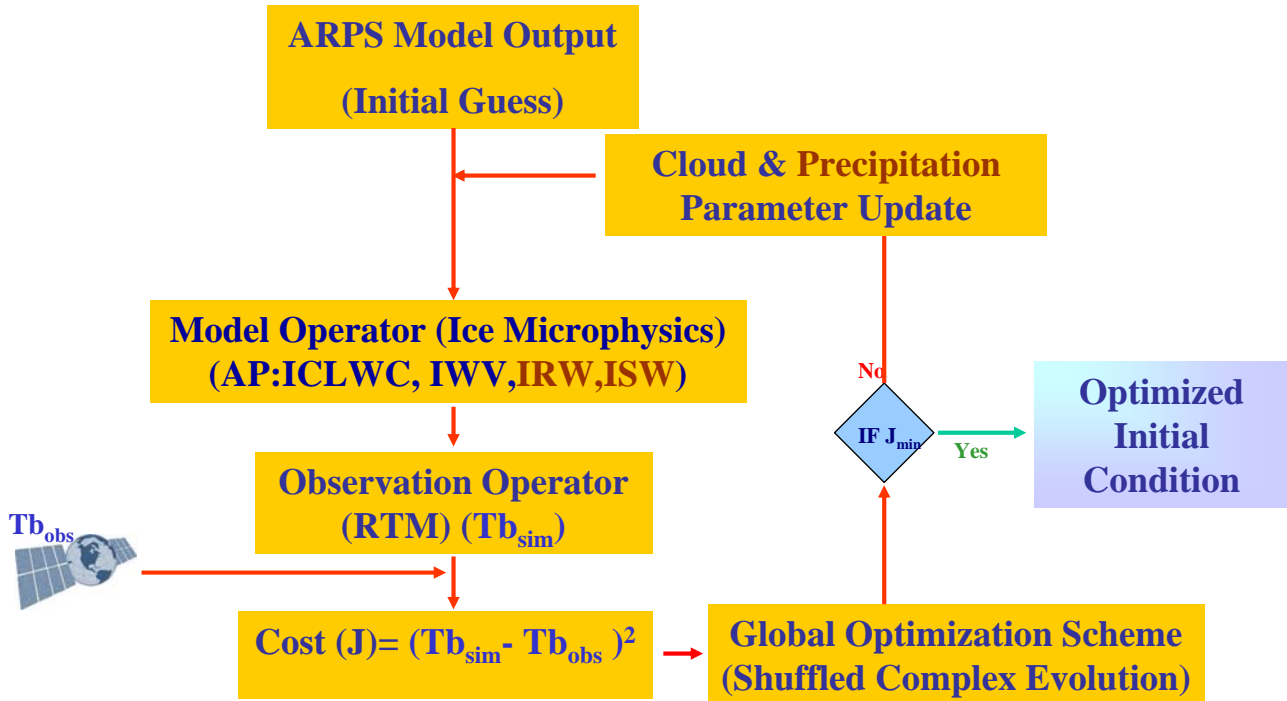 ARPS Model Output
(Initial Guess)
Cloud & Precipitation
Parameter Update
Model Operator (Ice Microphysics)
(AP:ICLWC, IWV,IRW,ISW)
No
IF Jmin
Yes
Optimized
Initial
Condition
Observation Operator
(RTM) (Tbsim)
Tbobs
Cost (J)= (Tbsim- Tbobs )2
Global Optimization Scheme
(Shuffled Complex Evolution)